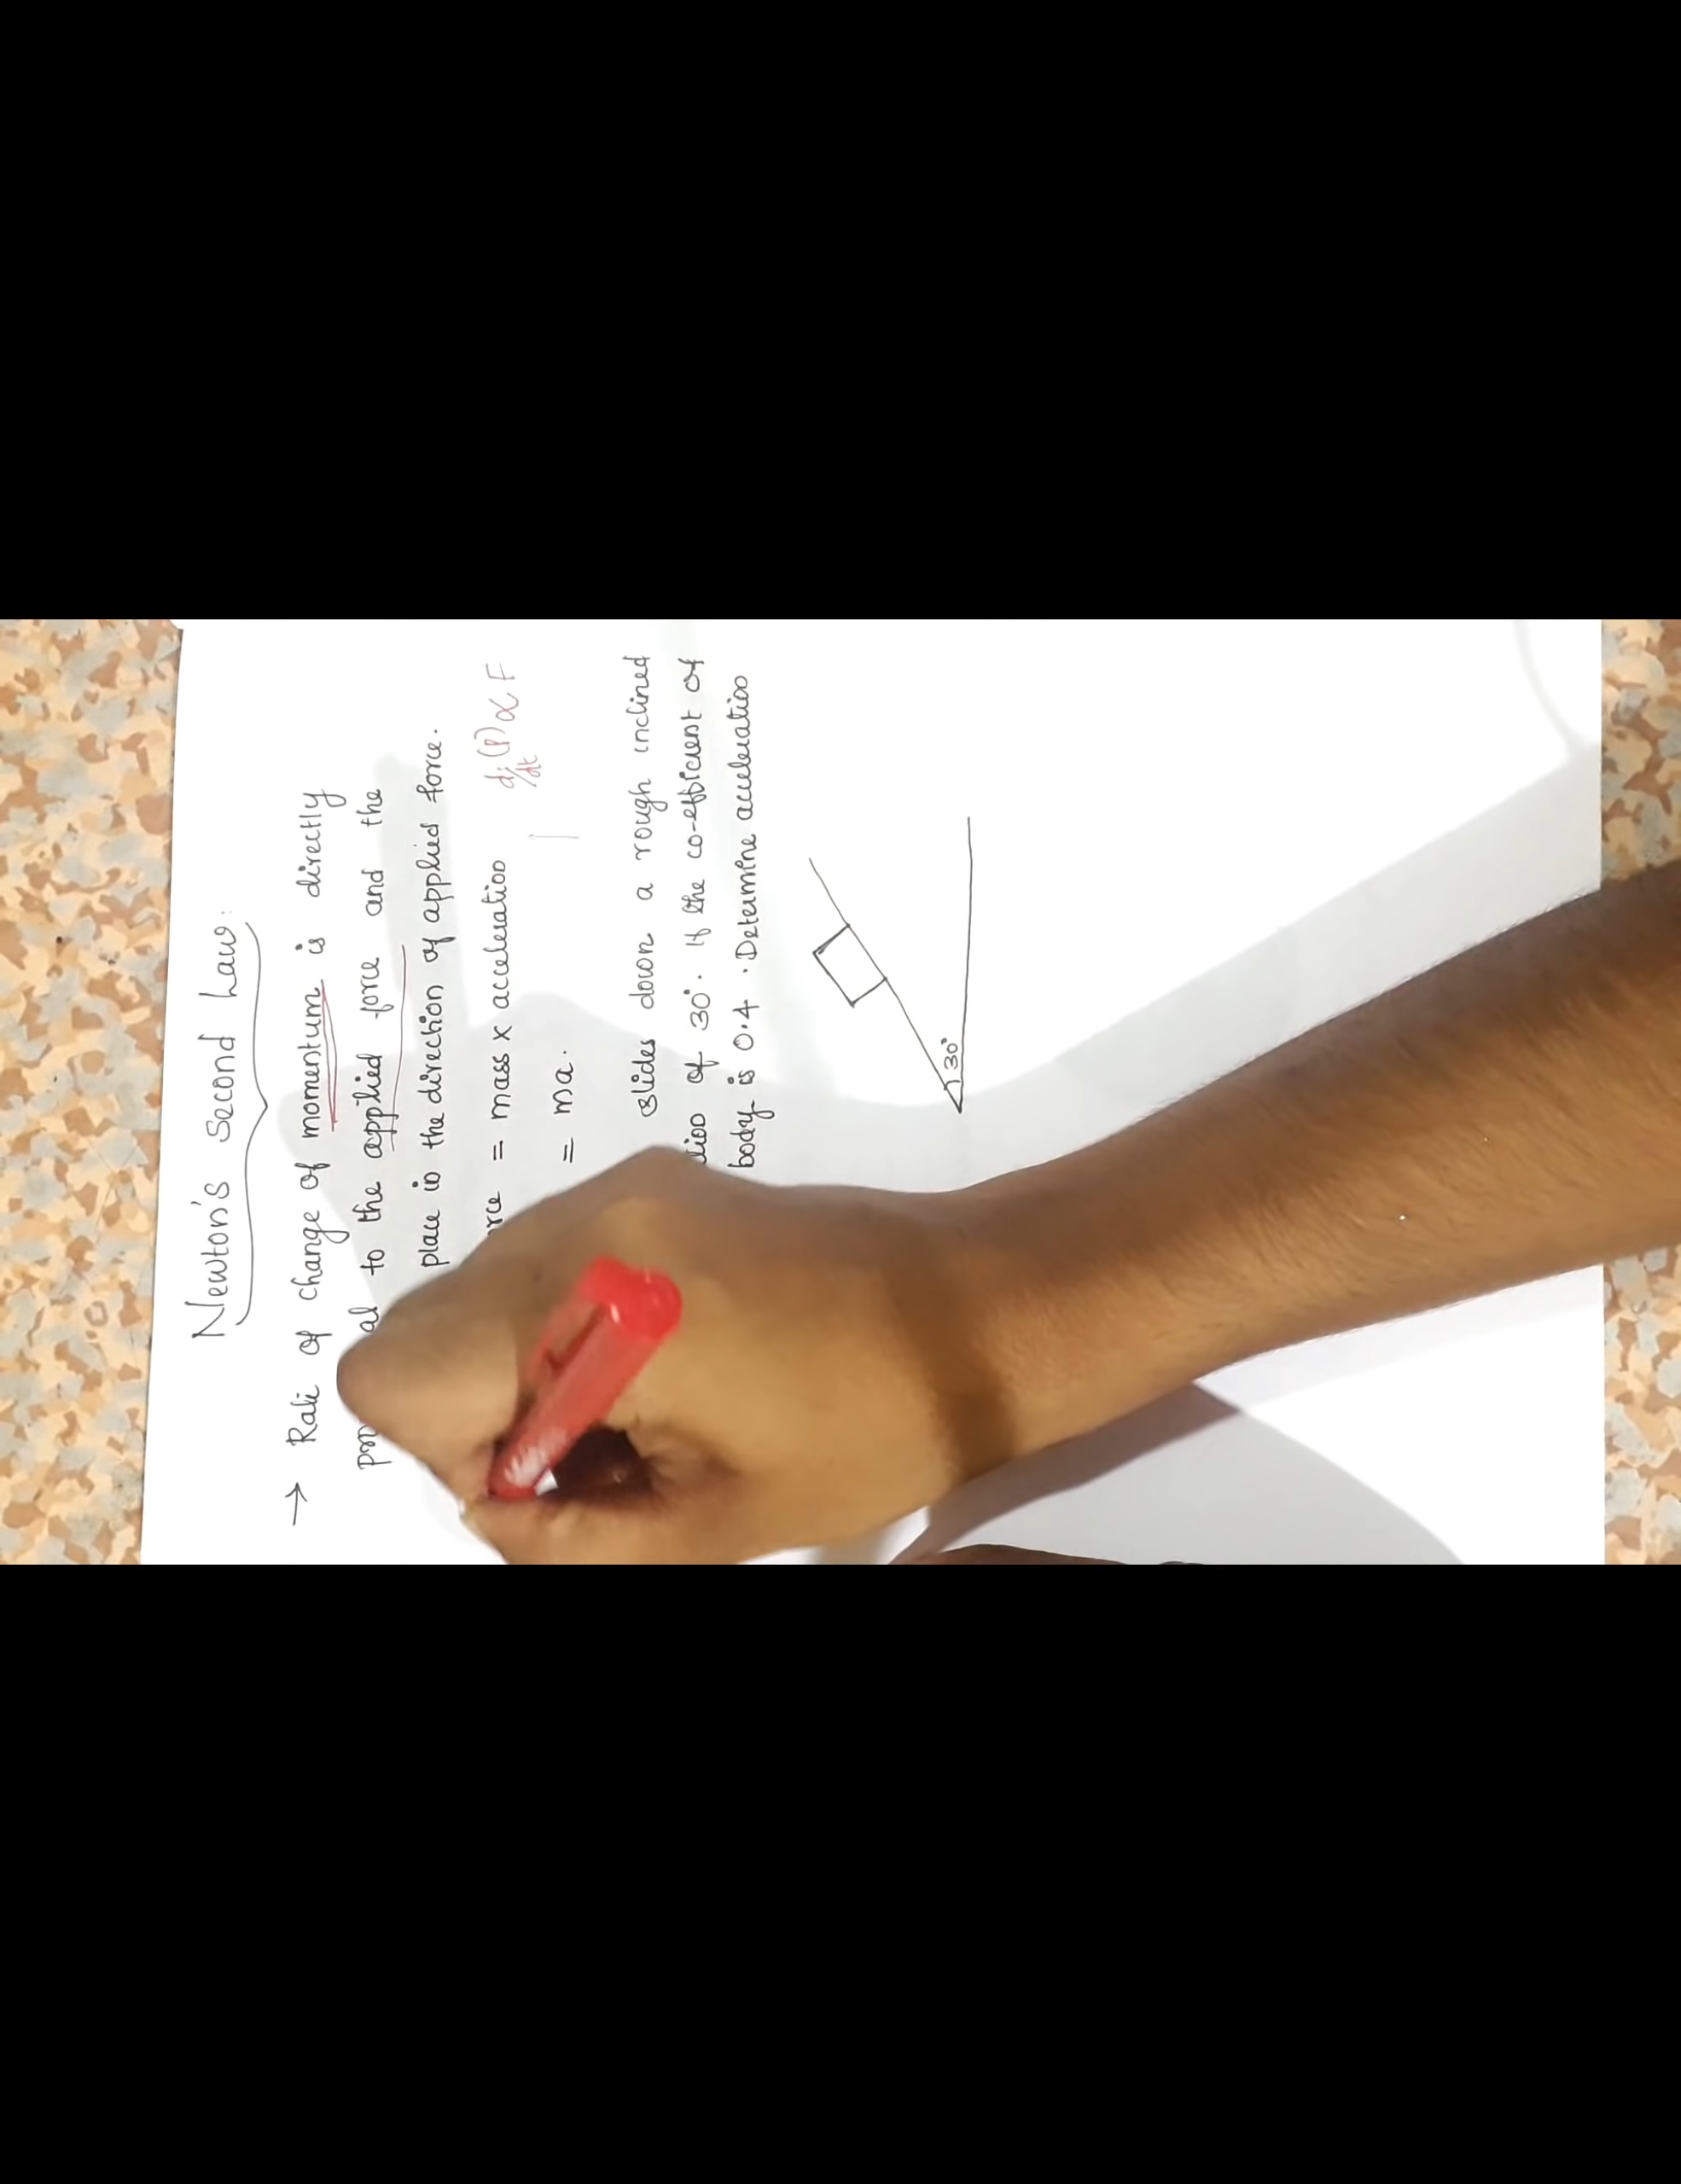 Newton's Second Law:
→ Rate of change of momentum is directly
to the applied force and the
place in the direction of applied force.
= mass x acceleration
d/dt (P) ∝ F
= ma.
slides down a rough inclined
of 30°. If the co-efficient of
body is 0.4 . Determine acceleration
30°